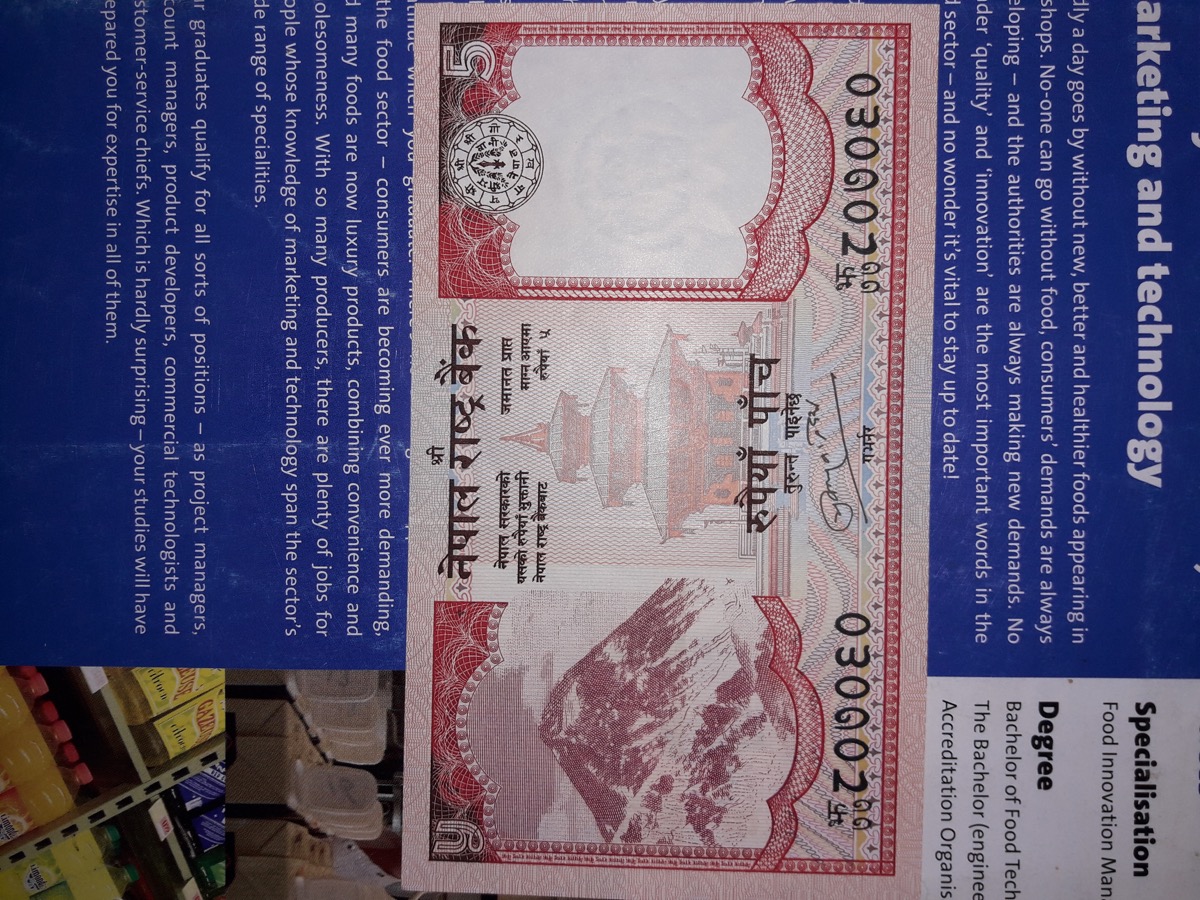 श्री
नेपाल राष्ट्र बैंक
५
5
नेपाल सरकारको जमानत प्राप्त
यसको रुपैयाँ भुक्तानी माग्न आएमा
नेपाल राष्ट्र बैंकबाट रुपैयाँ ५
रुपैयाँ पाँच
तुरुन्त पाइनेछ
गभर्नर
arketing and technology
dly a day goes by without new, better and healthier foods appearing in
shops. No-one can go without food, consumers' demands are always
eloping – and the authorities are always making new demands. No
nder 'quality' and 'innovation' are the most important words in the
d sector – and no wonder it's vital to stay up to date!
the food sector – consumers are becoming ever more demanding,
d many foods are now luxury products, combining convenience and
olesomeness. With so many producers, there are plenty of jobs for
ople whose knowledge of marketing and technology span the sector's
de range of specialities.
ur graduates qualify for all sorts of positions – as project managers,
count managers, product developers, commercial technologists and
stomer-service chiefs. Which is hardly surprising – your studies will have
epared you for expertise in all of them.
Specialisation
Food Innovation Mana
Degree
Bachelor of Food Tech
The Bachelor (enginee
Accreditation Organis